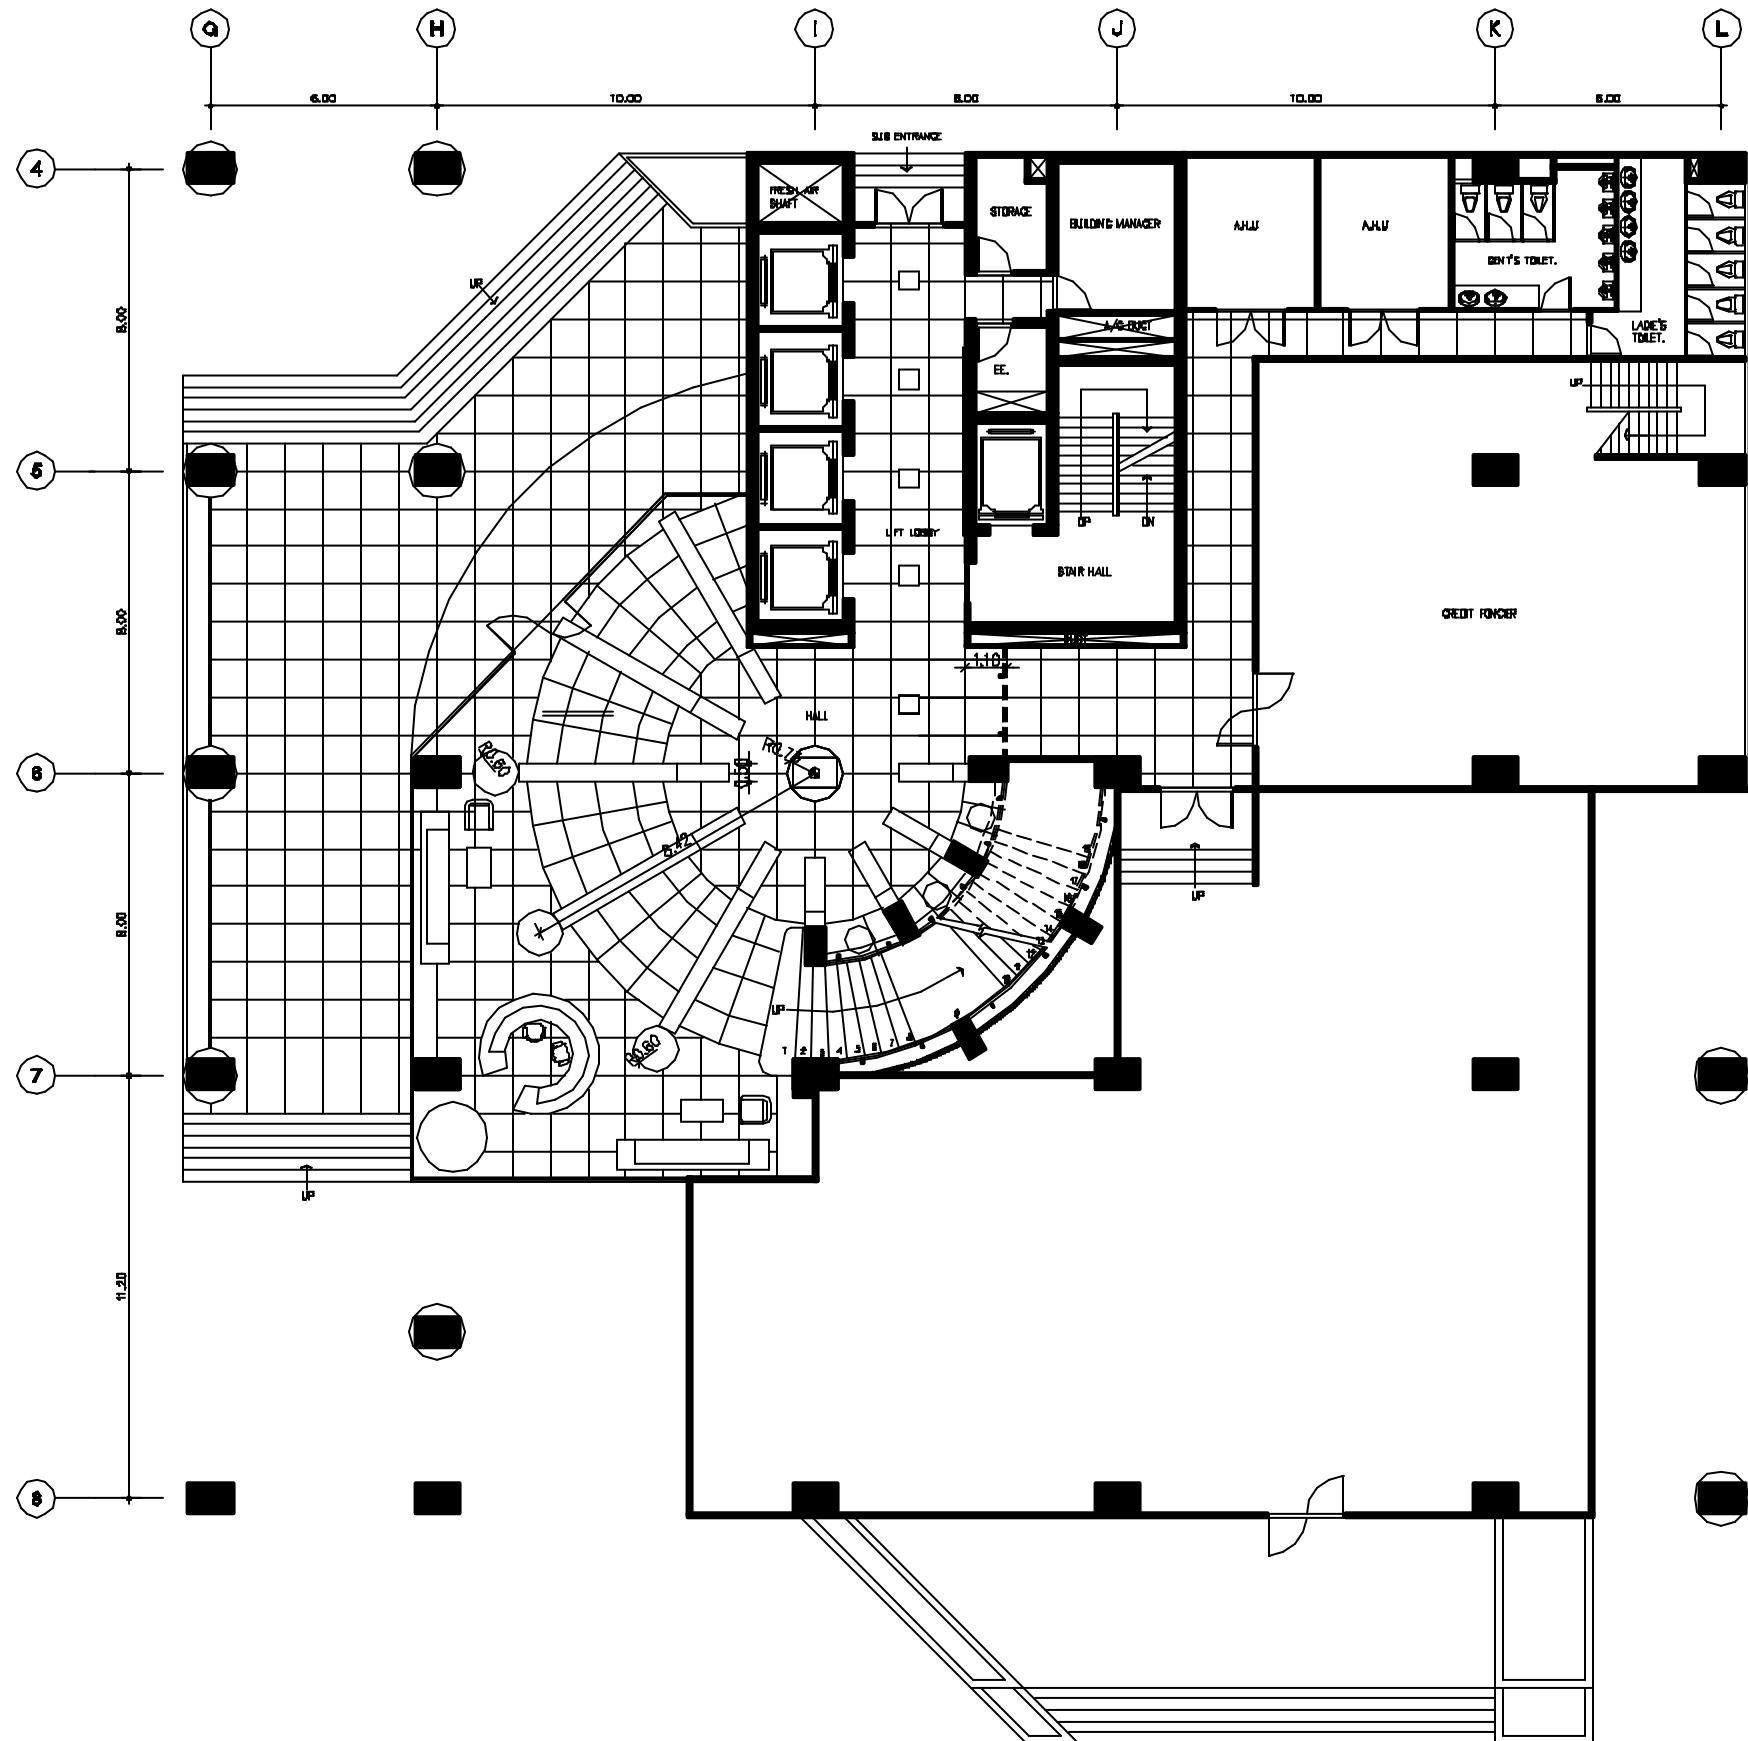 G H I J K L
6.00 10.00 8.00 10.00 6.00
SUB ENTRANCE
4
FRESH AIR
SHAFT
STORAGE
BUILDING MANAGER
A.H.U
A.H.U
GENT'S TOILET.
UP
8.00
A/C DUCT
LADIE'S
TOILET.
EE.
UP
5
UP
DN
LIFT LOBBY
STAIR HALL
8.00
CREDIT FONCIER
1.10
HALL
R0.75
R0.60
6
6.42
UP
8.00
UP
1 2 3 4 5 6 7 8
R0.60
7
UP
11.20
8